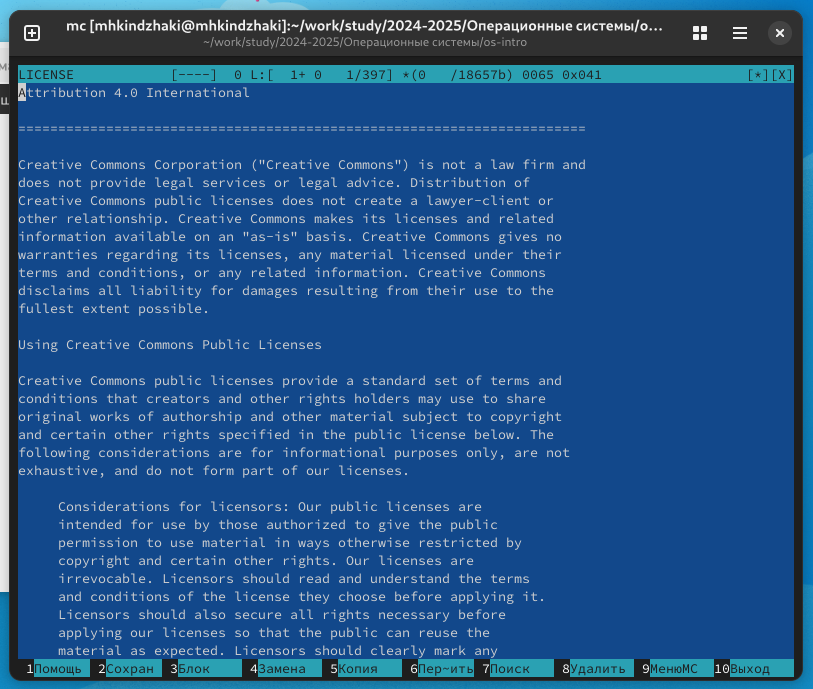 mc [mhkindzhaki@mhkindzhaki]:~/work/study/2024-2025/Операционные системы/о…
~/work/study/2024-2025/Операционные системы/os-intro
LICENSE            [----]  0 L:[  1+ 0   1/397] *(0   /18657b) 0065 0x041                  [*][X]
Attribution 4.0 International
=======================================================================
Creative Commons Corporation ("Creative Commons") is not a law firm and
does not provide legal services or legal advice. Distribution of
Creative Commons public licenses does not create a lawyer-client or
other relationship. Creative Commons makes its licenses and related
information available on an "as-is" basis. Creative Commons gives no
warranties regarding its licenses, any material licensed under their
terms and conditions, or any related information. Creative Commons
disclaims all liability for damages resulting from their use to the
fullest extent possible.
Using Creative Commons Public Licenses
Creative Commons public licenses provide a standard set of terms and
conditions that creators and other rights holders may use to share
original works of authorship and other material subject to copyright
and certain other rights specified in the public license below. The
following considerations are for informational purposes only, are not
exhaustive, and do not form part of our licenses.
     Considerations for licensors: Our public licenses are
     intended for use by those authorized to give the public
     permission to use material in ways otherwise restricted by
     copyright and certain other rights. Our licenses are
     irrevocable. Licensors should read and understand the terms
     and conditions of the license they choose before applying it.
     Licensors should also secure all rights necessary before
     applying our licenses so that the public can reuse the
     material as expected. Licensors should clearly mark any
1Помощь 2Сохран 3Блок 4Замена 5Копия 6Пер~ить 7Поиск 8Удалить 9МенюMC 10Выход